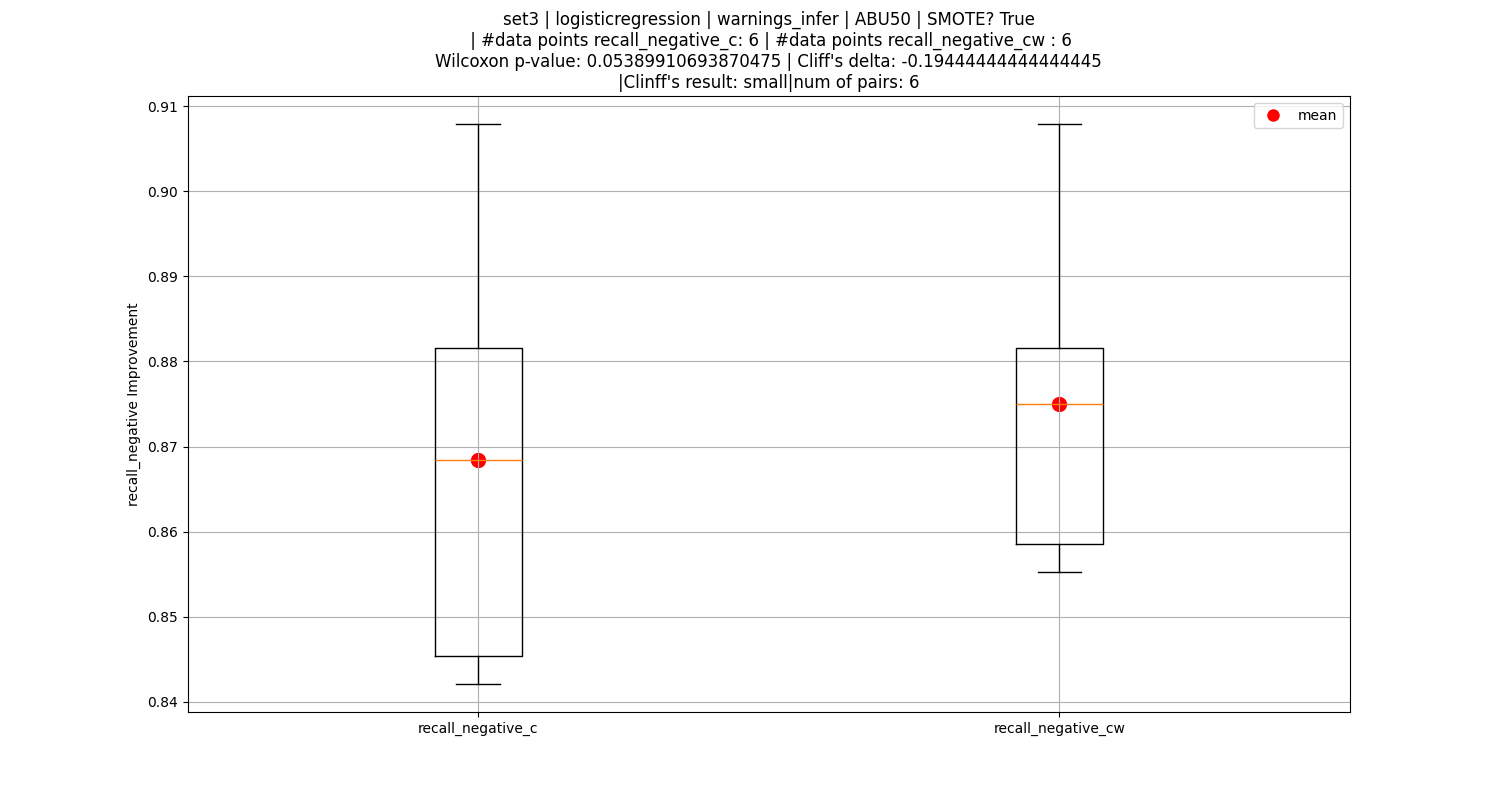 set3 | logisticregression | warnings_infer | ABU50 | SMOTE? True
| #data points recall_negative_c: 6 | #data points recall_negative_cw : 6
Wilcoxon p-value: 0.05389910693870475 | Cliff's delta: -0.19444444444444445
|Clinff's result: small|num of pairs: 6
mean
0.91
0.90
0.89
0.88
0.87
0.86
0.85
0.84
recall_negative Improvement
recall_negative_c
recall_negative_cw